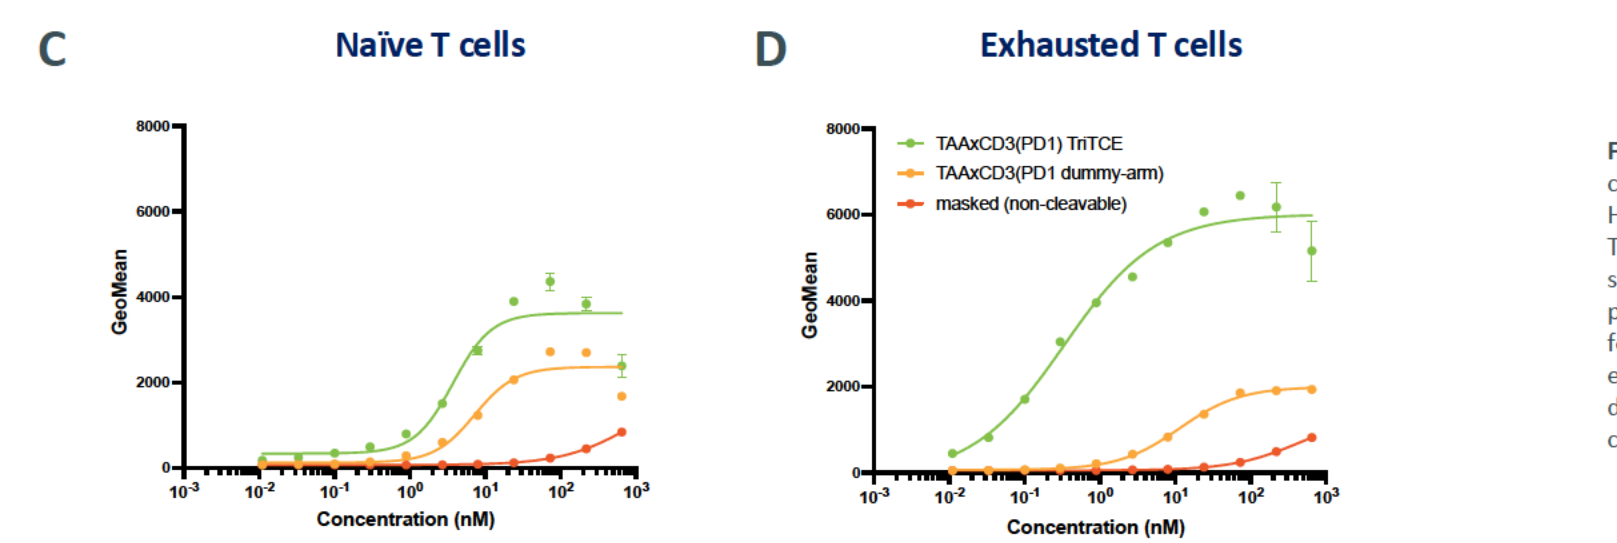 C
Naïve T cells
8000
6000
4000
2000
0
GeoMean
10-3
10-2
10-1
100
101
102
103
Concentration (nM)
D
Exhausted T cells
8000
6000
4000
2000
0
GeoMean
TAAxCD3(PD1) TriTCE
TAAxCD3(PD1 dummy-arm)
masked (non-cleavable)
10-3
10-2
10-1
100
101
102
103
Concentration (nM)